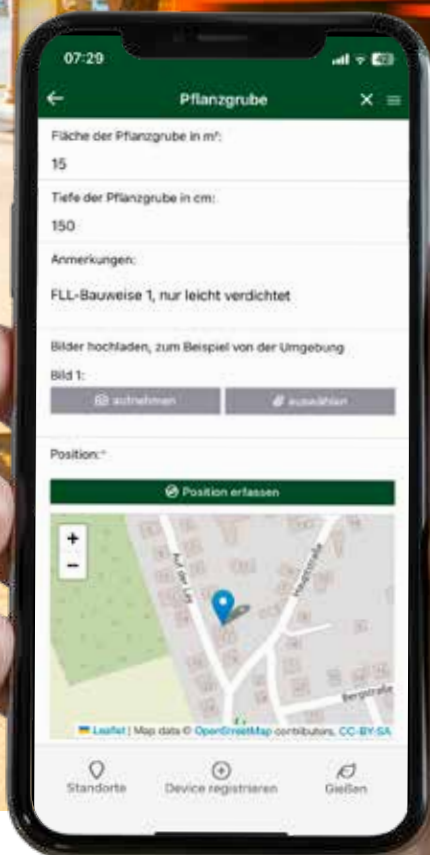 07:29
Pflanzgrube
Fläche der Pflanzgrube in m²:
15
Tiefe der Pflanzgrube in cm:
150
Anmerkungen:
FLL-Bauweise 1, nur leicht verdichtet
Bilder hochladen, zum Beispiel von der Umgebung
Bild 1:
aufnehmen
auswählen
Position:*
Position erfassen
+
−
Auf der Ley
Hauptstraße
Bergstraße
Leaflet | Map data © OpenStreetMap contributors, CC-BY-SA
Standorte
Device registrieren
Gießen